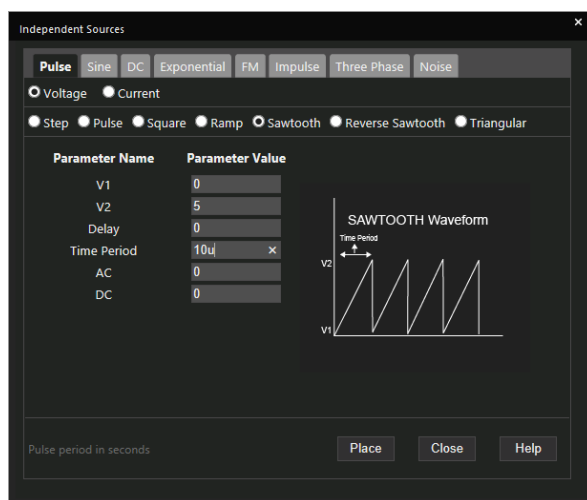 Independent Sources
×
Pulse Sine DC Exponential FM Impulse Three Phase Noise
Voltage Current
Step Pulse Square Ramp Sawtooth Reverse Sawtooth Triangular
Parameter Name Parameter Value
V1 0
V2 5
Delay 0
Time Period 10u ×
AC 0
DC 0
SAWTOOTH Waveform
Time Period
V2
V1
Pulse period in seconds Place Close Help